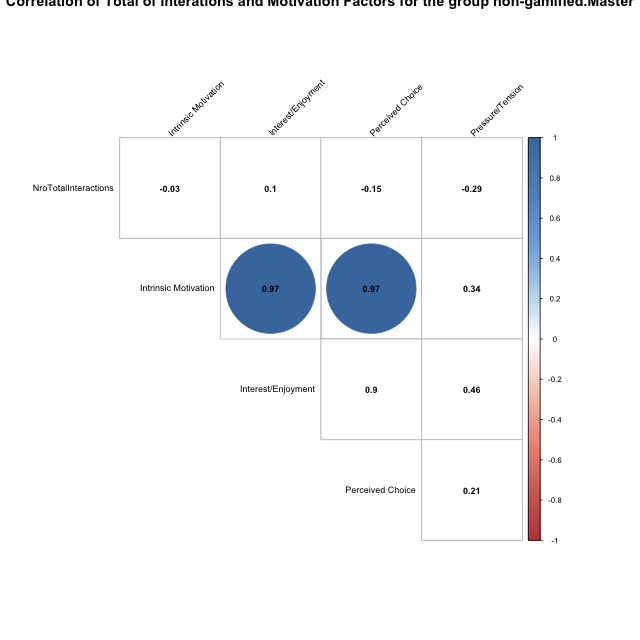 Correlation of Total of Interations and Motivation Factors for the group non-gamified.Master
Intrinsic Motivation
Interest/Enjoyment
Perceived Choice
Pressure/Tension
NroTotalInteractions -0.03 0.1 -0.15 -0.29
Intrinsic Motivation 0.97 0.97 0.34
Interest/Enjoyment 0.9 0.46
Perceived Choice 0.21
1
0.8
0.6
0.4
0.2
0
-0.2
-0.4
-0.6
-0.8
-1